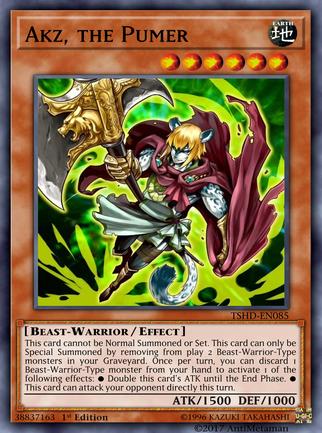 Akz, the Pumer
EARTH
地
TSHD-EN085
[Beast-Warrior / Effect]
This card cannot be Normal Summoned or Set. This card can only
be Special Summoned by removing from play 2 Beast-Warrior-Type
monsters in your Graveyard. Once per turn, you can discard 1
Beast-Warrior-Type monster from your hand to activate 1 of
the following effects: ● Double this card's ATK until the End Phase. ●
This card can attack your opponent directly this turn.
ATK/1500 DEF/1000
38837163 1st Edition ©1996 KAZUKI TAKAHASHI
©2017 AntiMetaman